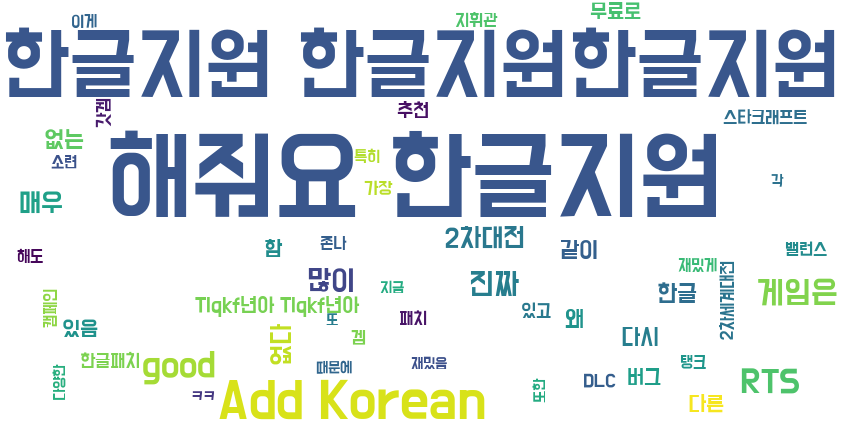 이게
지휘관
무료로
한글지원 한글지원한글지원
갓겜
추천
스타크래프트
없는
소련
해줘요 한글지원
특히
가장
각
매우
2차대전
함
존나
같이
밸런스
해도
재밌게
2차세계대전
많이
진짜
지금
한글
게임은
캠페인
Tlqkf년아 Tlqkf년아
있고
있음
또
패치
왜
없다
겜
다시
한글패치
good
때문에
재밌음
탱크
다양한
DLC
버그
RTS
ㅋㅋ
Add Korean
또한
다른